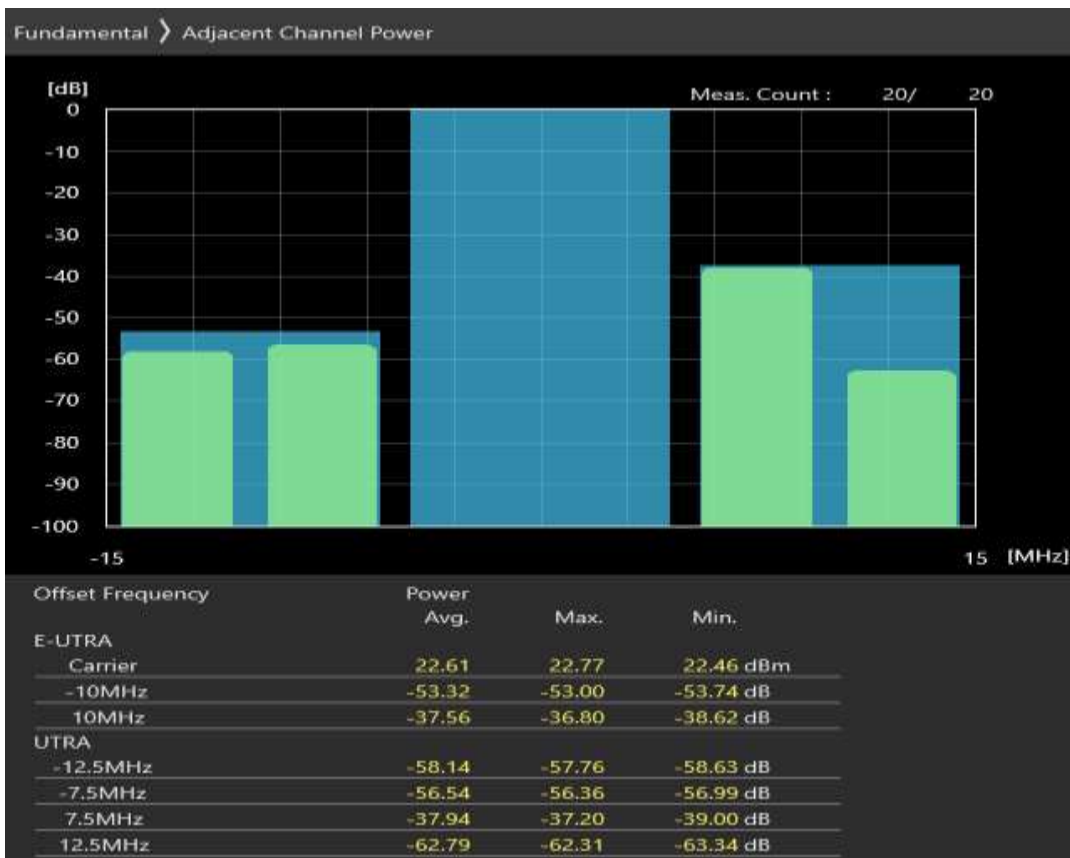 Fundamental 〉 Adjacent Channel Power
[dB]
Meas. Count : 20/ 20
0
-10
-20
-30
-40
-50
-60
-70
-80
-90
-100
-15 15 [MHz]
Offset Frequency Power
Avg. Max. Min.
E-UTRA
Carrier 22.61 22.77 22.46 dBm
-10MHz -53.32 -53.00 -53.74 dB
10MHz -37.56 -36.80 -38.62 dB
UTRA
-12.5MHz -58.14 -57.76 -58.63 dB
-7.5MHz -56.54 -56.36 -56.99 dB
7.5MHz -37.94 -37.20 -39.00 dB
12.5MHz -62.79 -62.31 -63.34 dB